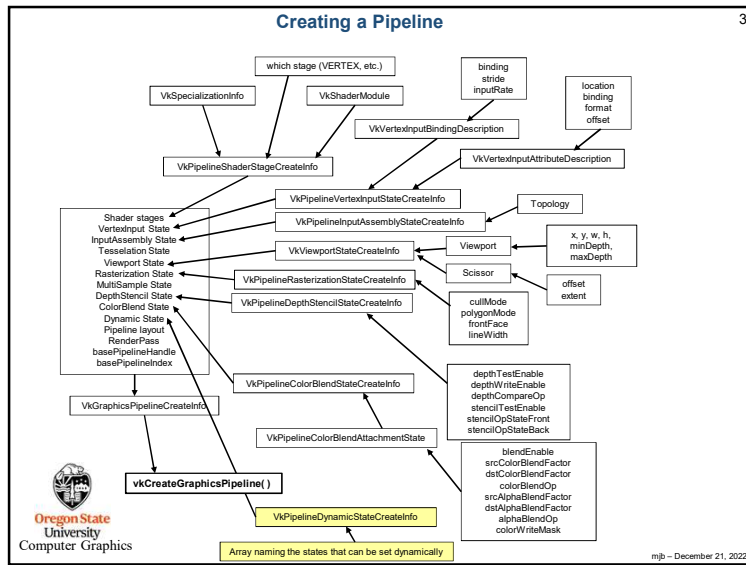 Creating a Pipeline
3
which stage (VERTEX, etc.)
VkSpecializationInfo
VkShaderModule
binding
stride
inputRate
location
binding
format
offset
VkVertexInputBindingDescription
VkVertexInputAttributeDescription
VkPipelineShaderStageCreateInfo
VkPipelineVertexInputStateCreateInfo
Topology
VkPipelineInputAssemblyStateCreateInfo
Shader stages
VertexInput State
InputAssembly State
Tesselation State
Viewport State
Rasterization State
MultiSample State
DepthStencil State
ColorBlend State
Dynamic State
Pipeline layout
RenderPass
basePipelineHandle
basePipelineIndex
VkViewportStateCreateInfo
Viewport
x, y, w, h,
minDepth,
maxDepth
Scissor
offset
extent
VkPipelineRasterizationStateCreateInfo
cullMode
polygonMode
frontFace
lineWidth
VkPipelineDepthStencilStateCreateInfo
depthTestEnable
depthWriteEnable
depthCompareOp
stencilTestEnable
stencilOpStateFront
stencilOpStateBack
VkPipelineColorBlendStateCreateInfo
VkGraphicsPipelineCreateInfo
VkPipelineColorBlendAttachmentState
blendEnable
srcColorBlendFactor
dstColorBlendFactor
colorBlendOp
srcAlphaBlendFactor
dstAlphaBlendFactor
alphaBlendOp
colorWriteMask
vkCreateGraphicsPipeline( )
VkPipelineDynamicStateCreateInfo
Array naming the states that can be set dynamically
Oregon State
University
Computer Graphics
mjb – December 21, 2022